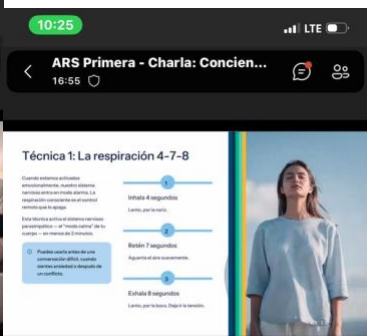 10:25
LTE
ARS Primera - Charla: Concien...
16:55
Técnica 1: La respiración 4-7-8
Cuando estamos activados
emocionalmente, nuestro sistema
nervioso entra en modo alarma. La
respiración consciente es el control
remoto que lo apaga.
Esta técnica activa el sistema nervioso
parasimpático — el "modo calma" de tu
cuerpo — en menos de 2 minutos.
Puedes usarla antes de una
conversación difícil, cuando
sientes ansiedad o después de
un conflicto.
1
Inhala 4 segundos
Lento, por la nariz.
2
Retén 7 segundos
Aguanta el aire suavemente.
3
Exhala 8 segundos
Lento, por la boca. Deja ir la tensión.